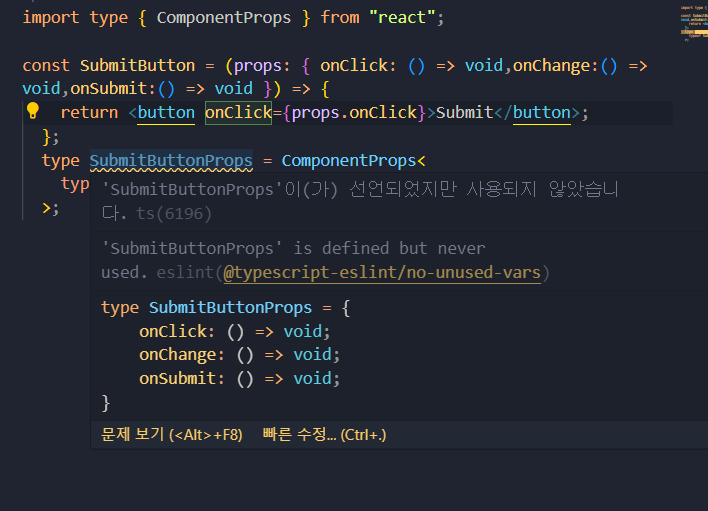 import type { ComponentProps } from "react";
const SubmitButton = (props: { onClick: () => void,onChange:() =>
void,onSubmit:() => void }) => {
return <button onClick={props.onClick}>Submit</button>;
};
type SubmitButtonProps = ComponentProps<
typ
'SubmitButtonProps'이(가) 선언되었지만 사용되지 않았습니
다. ts(6196)
>;
'SubmitButtonProps' is defined but never
used. eslint(@typescript-eslint/no-unused-vars)
type SubmitButtonProps = {
onClick: () => void;
onChange: () => void;
onSubmit: () => void;
}
문제 보기 (<Alt>+F8) 빠른 수정... (Ctrl+.)